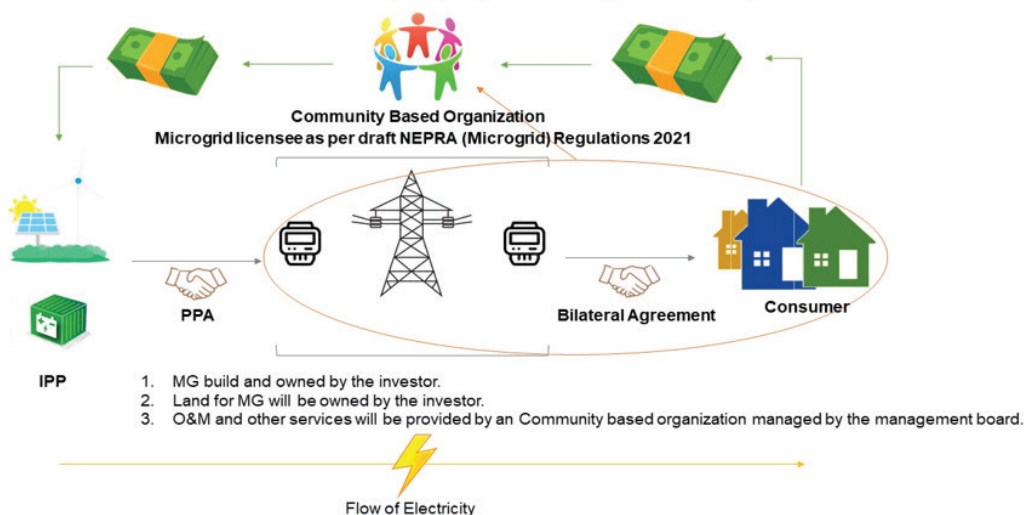 Community Based Organization
Microgrid licensee as per draft NEPRA (Microgrid) Regulations 2021
PPA
Bilateral Agreement
Consumer
IPP
1. MG build and owned by the investor.
2. Land for MG will be owned by the investor.
3. O&M and other services will be provided by an Community based organization managed by the management board.
Flow of Electricity